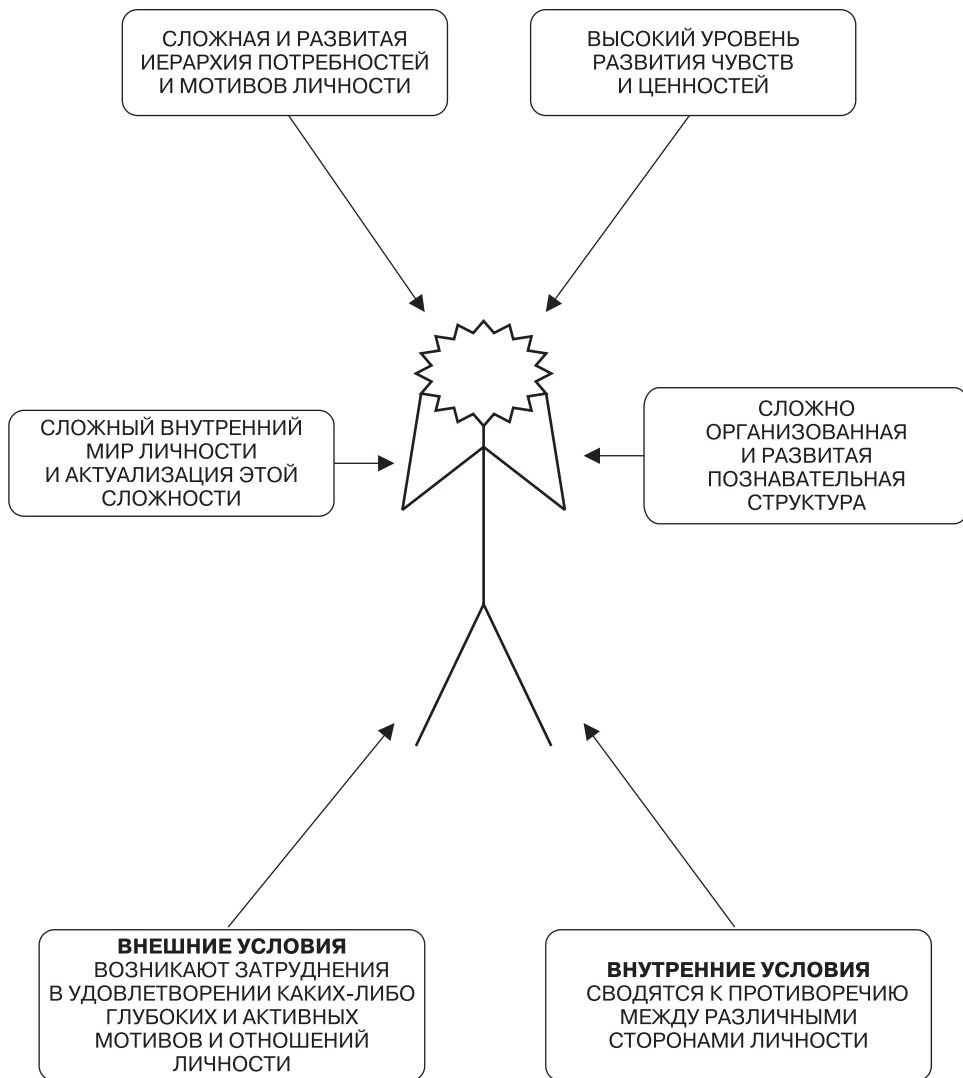 СЛОЖНАЯ И РАЗВИТАЯ
ИЕРАРХИЯ ПОТРЕБНОСТЕЙ
И МОТИВОВ ЛИЧНОСТИ
ВЫСОКИЙ УРОВЕНЬ
РАЗВИТИЯ ЧУВСТВ
И ЦЕННОСТЕЙ
СЛОЖНЫЙ ВНУТРЕННИЙ
МИР ЛИЧНОСТИ
И АКТУАЛИЗАЦИЯ ЭТОЙ
СЛОЖНОСТИ
СЛОЖНО
ОРГАНИЗОВАННАЯ
И РАЗВИТАЯ
ПОЗНАВАТЕЛЬНАЯ
СТРУКТУРА
ВНЕШНИЕ УСЛОВИЯ
ВОЗНИКАЮТ ЗАТРУДНЕНИЯ
В УДОВЛЕТВОРЕНИИ КАКИХ-ЛИБО
ГЛУБОКИХ И АКТИВНЫХ
МОТИВОВ И ОТНОШЕНИЙ
ЛИЧНОСТИ
ВНУТРЕННИЕ УСЛОВИЯ
СВОДЯТСЯ К ПРОТИВОРЕЧИЮ
МЕЖДУ РАЗЛИЧНЫМИ
СТОРОНАМИ ЛИЧНОСТИ